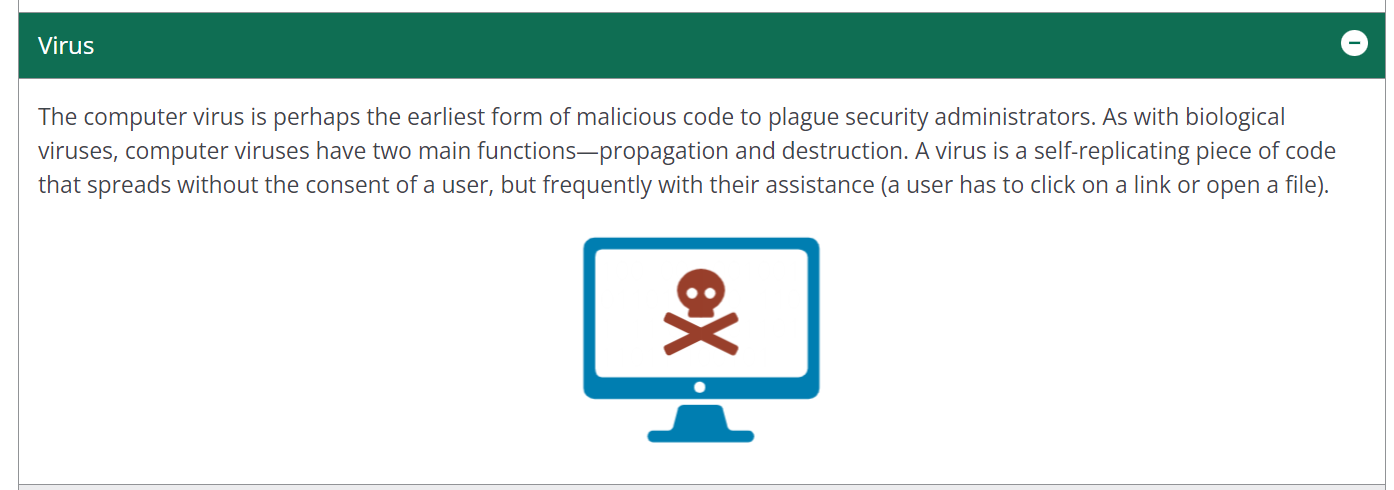 Virus
The computer virus is perhaps the earliest form of malicious code to plague security administrators. As with biological
viruses, computer viruses have two main functions—propagation and destruction. A virus is a self-replicating piece of code
that spreads without the consent of a user, but frequently with their assistance (a user has to click on a link or open a file).